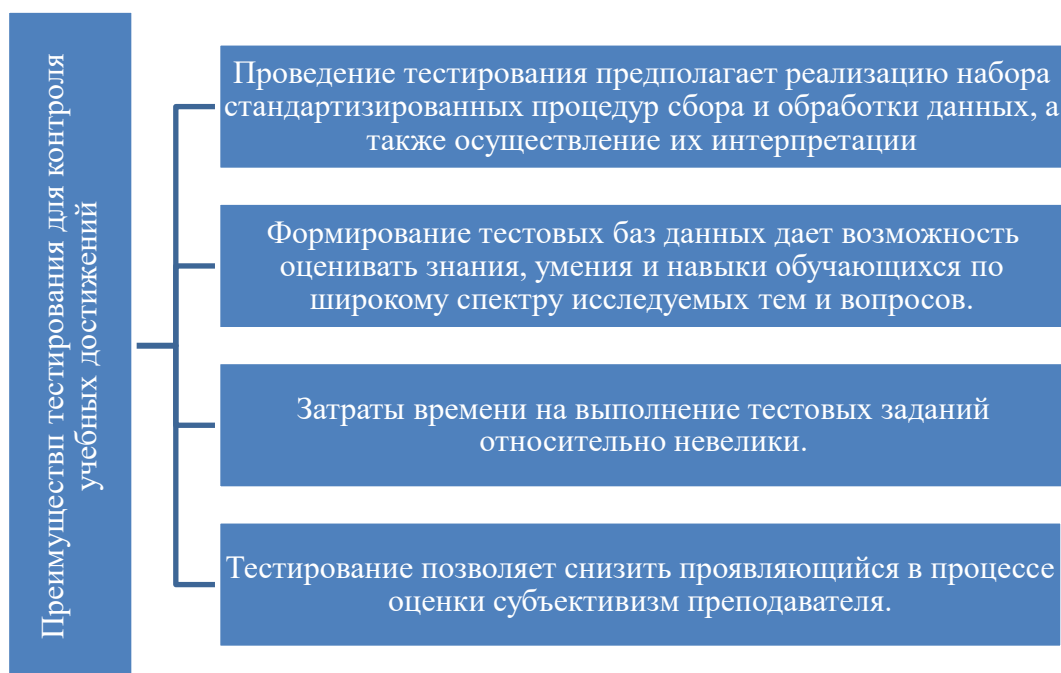 Преимуществп тестирования для контроля
учебных достижений
Проведение тестирования предполагает реализацию набора
стандартизированных процедур сбора и обработки данных, а
также осуществление их интерпретации
Формирование тестовых баз данных дает возможность
оценивать знания, умения и навыки обучающихся по
широкому спектру исследуемых тем и вопросов.
Затраты времени на выполнение тестовых заданий
относительно невелики.
Тестирование позволяет снизить проявляющийся в процессе
оценки субъективизм преподавателя.